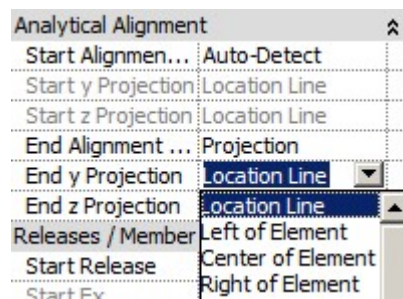 Analytical Alignment
Start Alignmen... Auto-Detect
Start y Projection Location Line
Start z Projection Location Line
End Alignment ... Projection
End y Projection Location Line
End z Projection Location Line
Releases / Member Left of Element
Center of Element
Start Release Right of Element
Start Fx